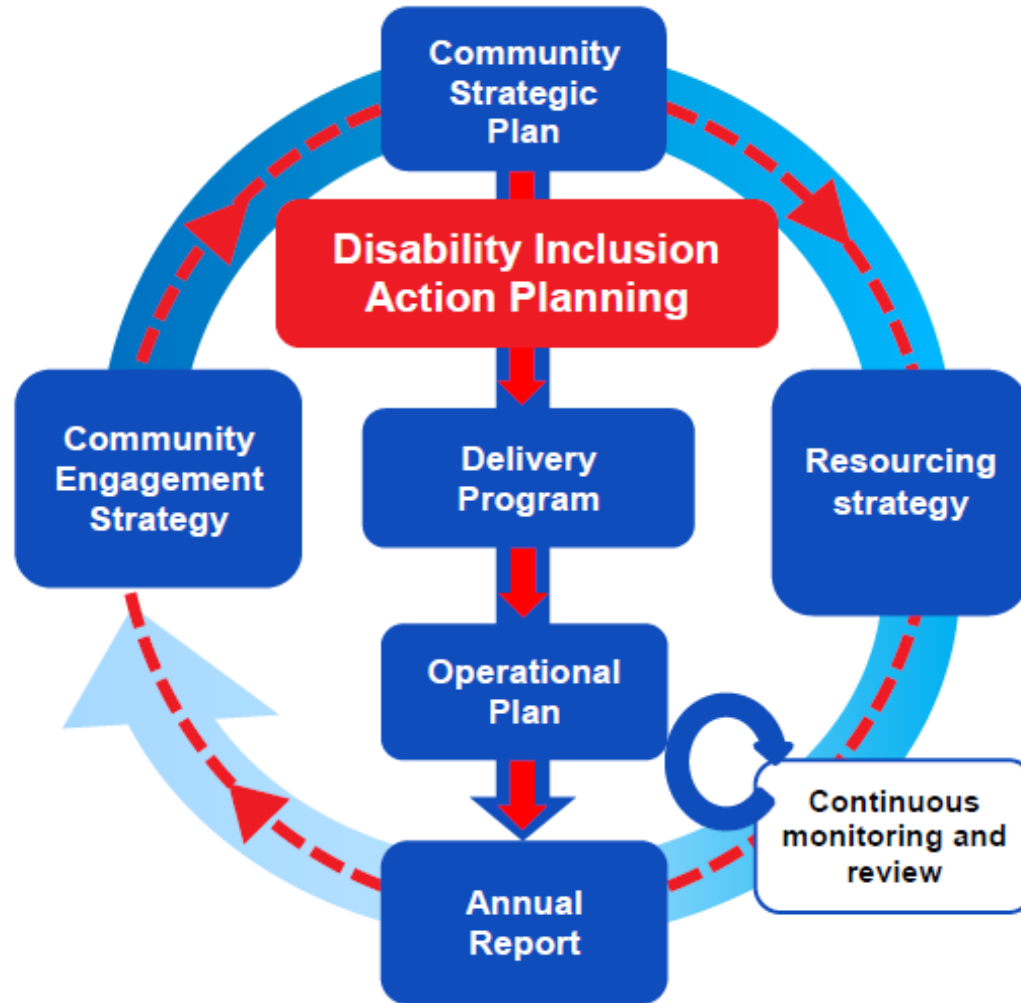 Community
Strategic
Plan
Disability Inclusion
Action Planning
Community
Engagement
Strategy
Delivery
Program
Resourcing
strategy
Operational
Plan
Continuous
monitoring and
review
Annual
Report